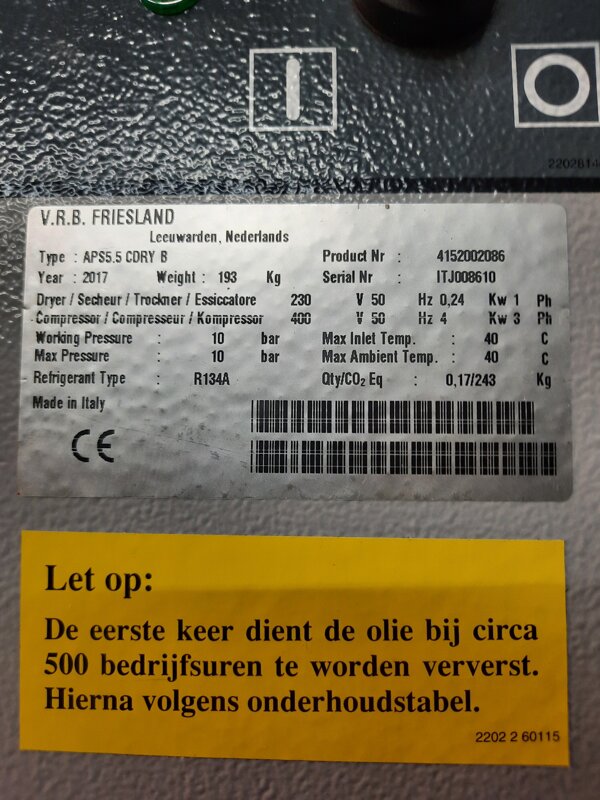 2202814
V.R.B. FRIESLAND
Leeuwarden, Nederlands
Type : APS5.5 CDRY B Product Nr : 4152002086
Year : 2017 Weight : 193 Kg Serial Nr : ITJ008610
Dryer / Secheur / Trockner / Essiccatore 230 V 50 Hz 0,24 Kw 1 Ph
Compressor / Compresseur / Kompressor 400 V 50 Hz 4 Kw 3 Ph
Working Pressure : 10 bar Max Inlet Temp. : 40 C
Max Pressure : 10 bar Max Ambient Temp. : 40 C
Refrigerant Type : R134A Qty/CO₂ Eq : 0,17/243 Kg
Made in Italy
CE
Let op:
De eerste keer dient de olie bij circa
500 bedrijfsuren te worden ververst.
Hierna volgens onderhoudstabel.
2202 2 60115